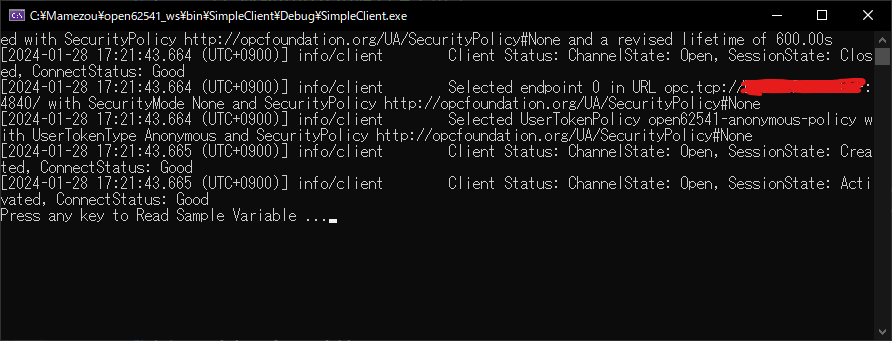 C:¥Mamezou¥open62541_ws¥bin¥SimpleClient¥Debug¥SimpleClient.exe
ed with SecurityPolicy http://opcfoundation.org/UA/SecurityPolicy#None and a revised lifetime of 600.00s
[2024-01-28 17:21:43.664 (UTC+0900)] info/client Client Status: ChannelState: Open, SessionState: Clos
ed, ConnectStatus: Good
[2024-01-28 17:21:43.664 (UTC+0900)] info/client Selected endpoint 0 in URL opc.tcp://:
4840/ with SecurityMode None and SecurityPolicy http://opcfoundation.org/UA/SecurityPolicy#None
[2024-01-28 17:21:43.664 (UTC+0900)] info/client Selected UserTokenPolicy open62541-anonymous-policy w
ith UserTokenType Anonymous and SecurityPolicy http://opcfoundation.org/UA/SecurityPolicy#None
[2024-01-28 17:21:43.665 (UTC+0900)] info/client Client Status: ChannelState: Open, SessionState: Crea
ted, ConnectStatus: Good
[2024-01-28 17:21:43.665 (UTC+0900)] info/client Client Status: ChannelState: Open, SessionState: Acti
vated, ConnectStatus: Good
Press any key to Read Sample Variable ...